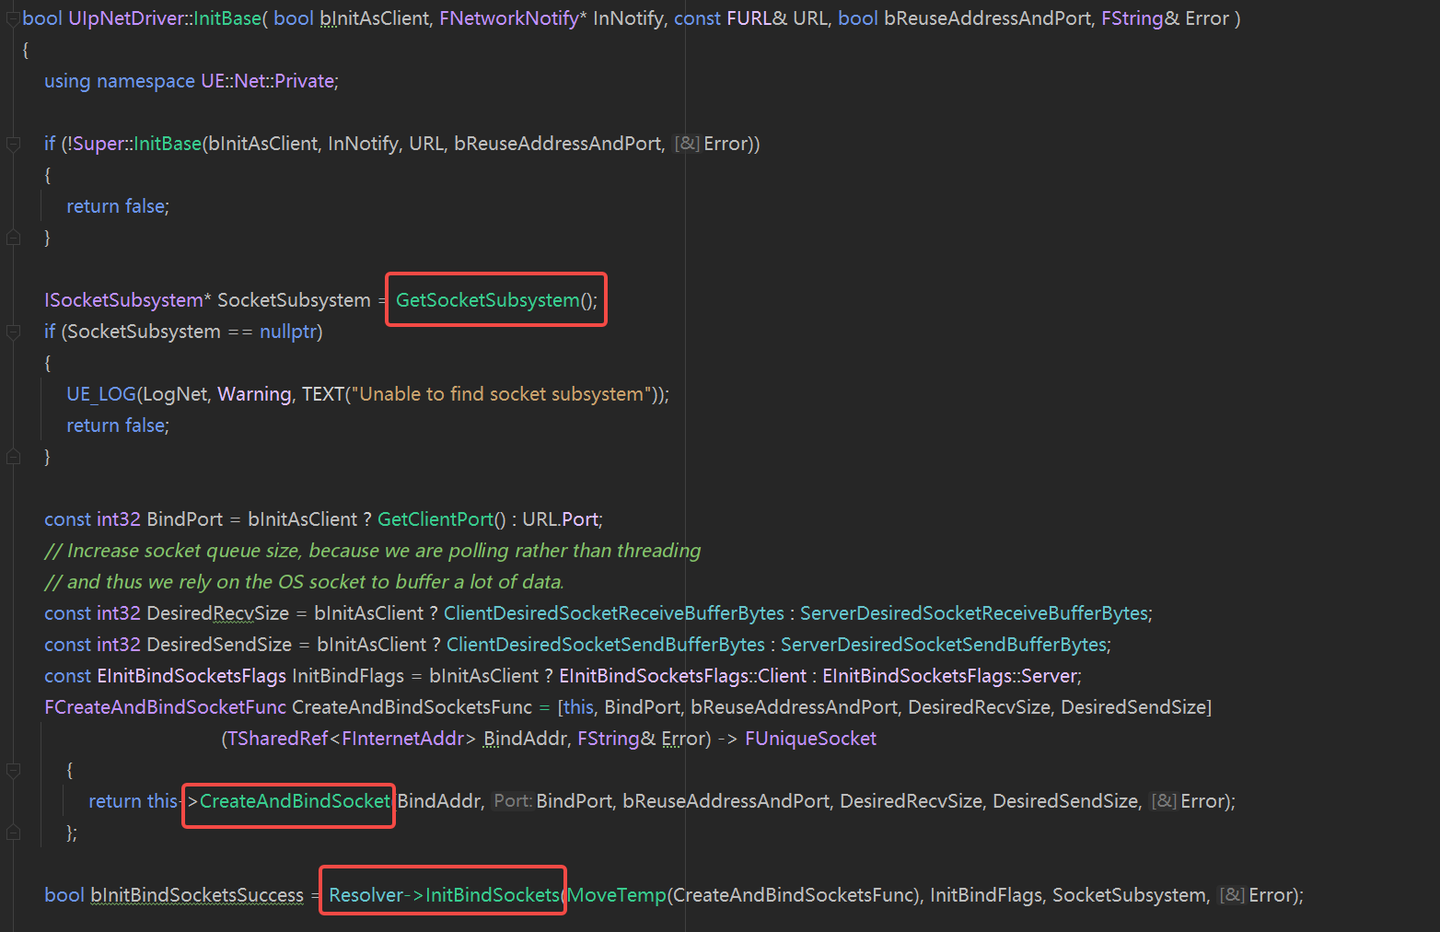 bool UIpNetDriver::InitBase( bool bInitAsClient, FNetworkNotify* InNotify, const FURL& URL, bool bReuseAddressAndPort, FString& Error )
{
using namespace UE::Net::Private;
if (!Super::InitBase(bInitAsClient, InNotify, URL, bReuseAddressAndPort, [&]Error))
{
return false;
}
ISocketSubsystem* SocketSubsystem = GetSocketSubsystem();
if (SocketSubsystem == nullptr)
{
UE_LOG(LogNet, Warning, TEXT("Unable to find socket subsystem"));
return false;
}
const int32 BindPort = bInitAsClient ? GetClientPort() : URL.Port;
// Increase socket queue size, because we are polling rather than threading
// and thus we rely on the OS socket to buffer a lot of data.
const int32 DesiredRecvSize = bInitAsClient ? ClientDesiredSocketReceiveBufferBytes : ServerDesiredSocketReceiveBufferBytes;
const int32 DesiredSendSize = bInitAsClient ? ClientDesiredSocketSendBufferBytes : ServerDesiredSocketSendBufferBytes;
const EInitBindSocketsFlags InitBindFlags = bInitAsClient ? EInitBindSocketsFlags::Client : EInitBindSocketsFlags::Server;
FCreateAndBindSocketFunc CreateAndBindSocketsFunc = [this, BindPort, bReuseAddressAndPort, DesiredRecvSize, DesiredSendSize]
(TSharedRef<FInternetAddr> BindAddr, FString& Error) -> FUniqueSocket
{
return this->CreateAndBindSocket(BindAddr, Port: BindPort, bReuseAddressAndPort, DesiredRecvSize, DesiredSendSize, [&]Error);
};
bool bInitBindSocketsSuccess = Resolver->InitBindSockets(MoveTemp(CreateAndBindSocketsFunc), InitBindFlags, SocketSubsystem, [&]Error);